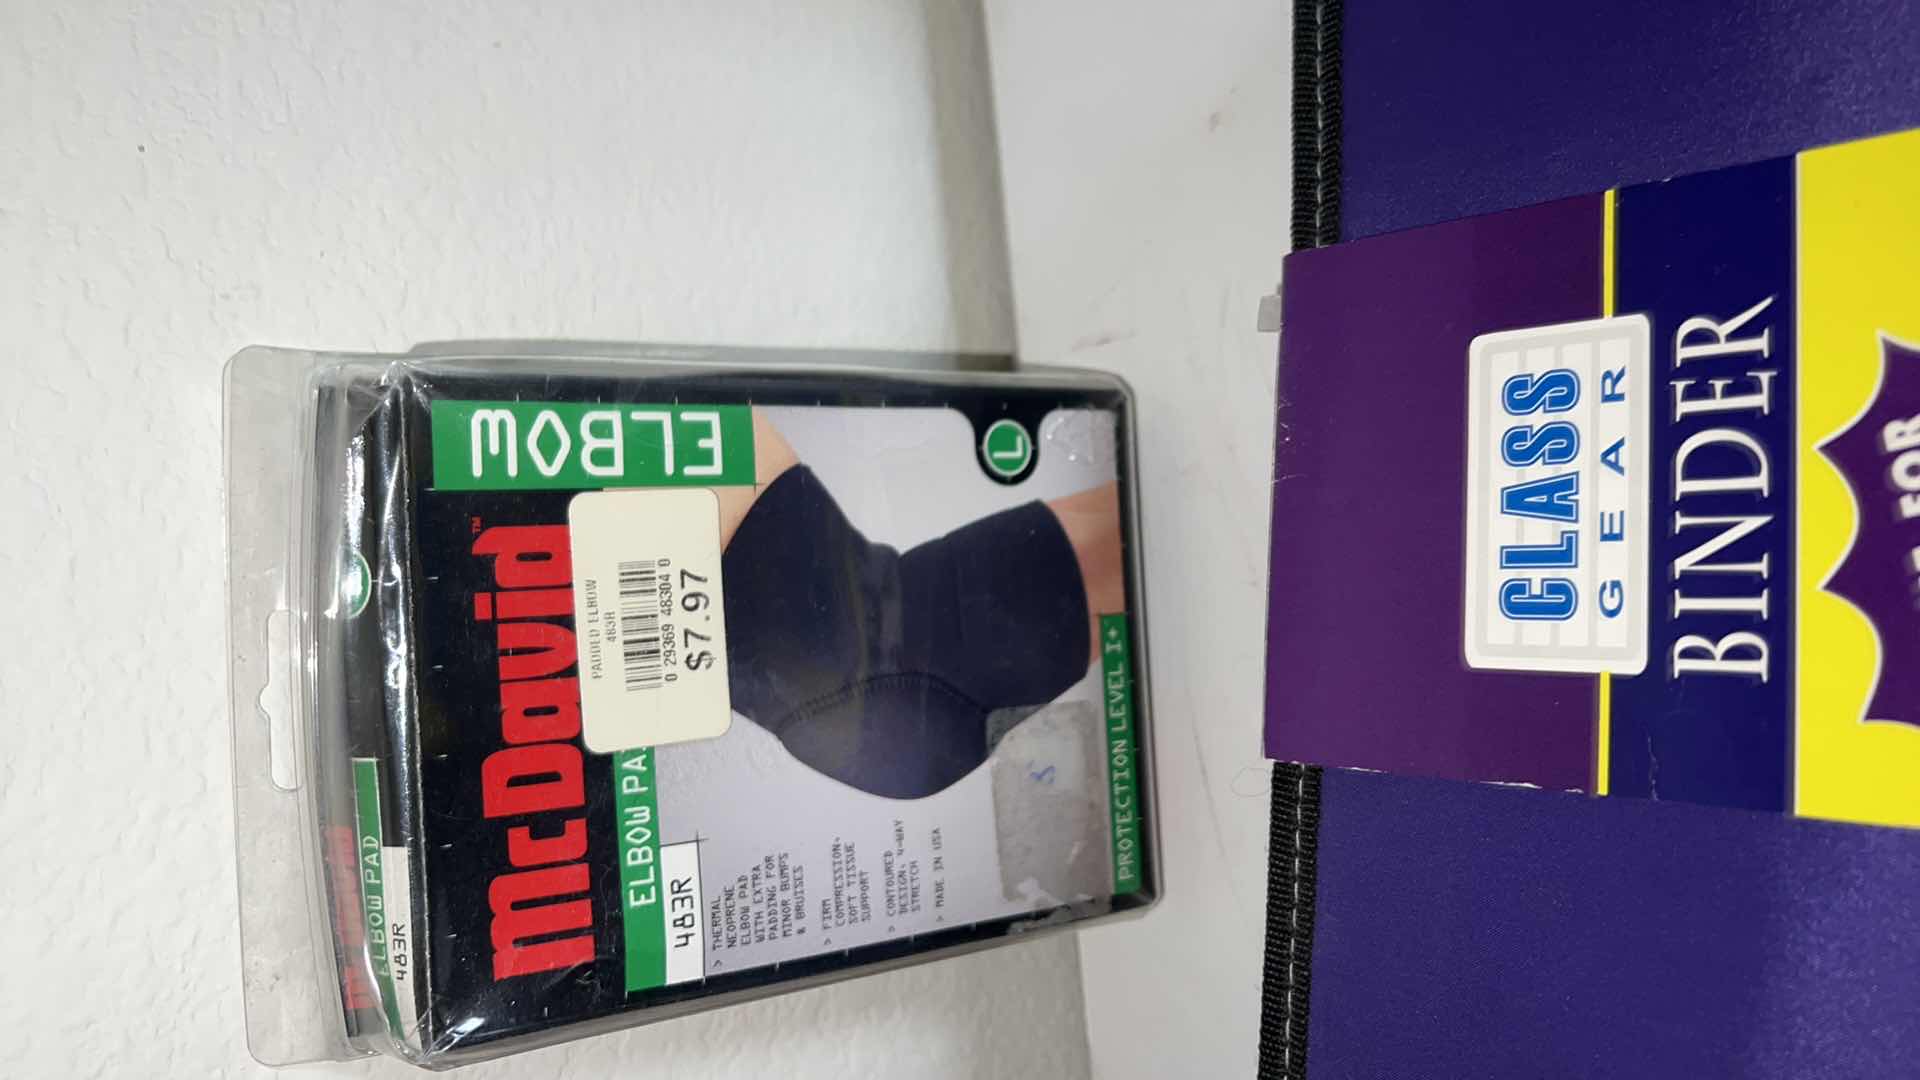 ELBOW
McDavid™
PADDED ELBOW
483R
0 29369 48304 0
$7.97
ELBOW PA
483R
> THERMAL
NEOPRENE
ELBOW PAD
WITH EXTRA
PADDING FOR
MINOR BUMPS
& BRUISES
> FIRM
COMPRESSION,
SOFT TISSUE
SUPPORT
> CONTOURED
DESIGN, 4-WAY
STRETCH
> MADE IN USA
L
PROTECTION LEVEL I+
ELBOW PAD
483R
CLASS
GEAR
BINDER
FOR